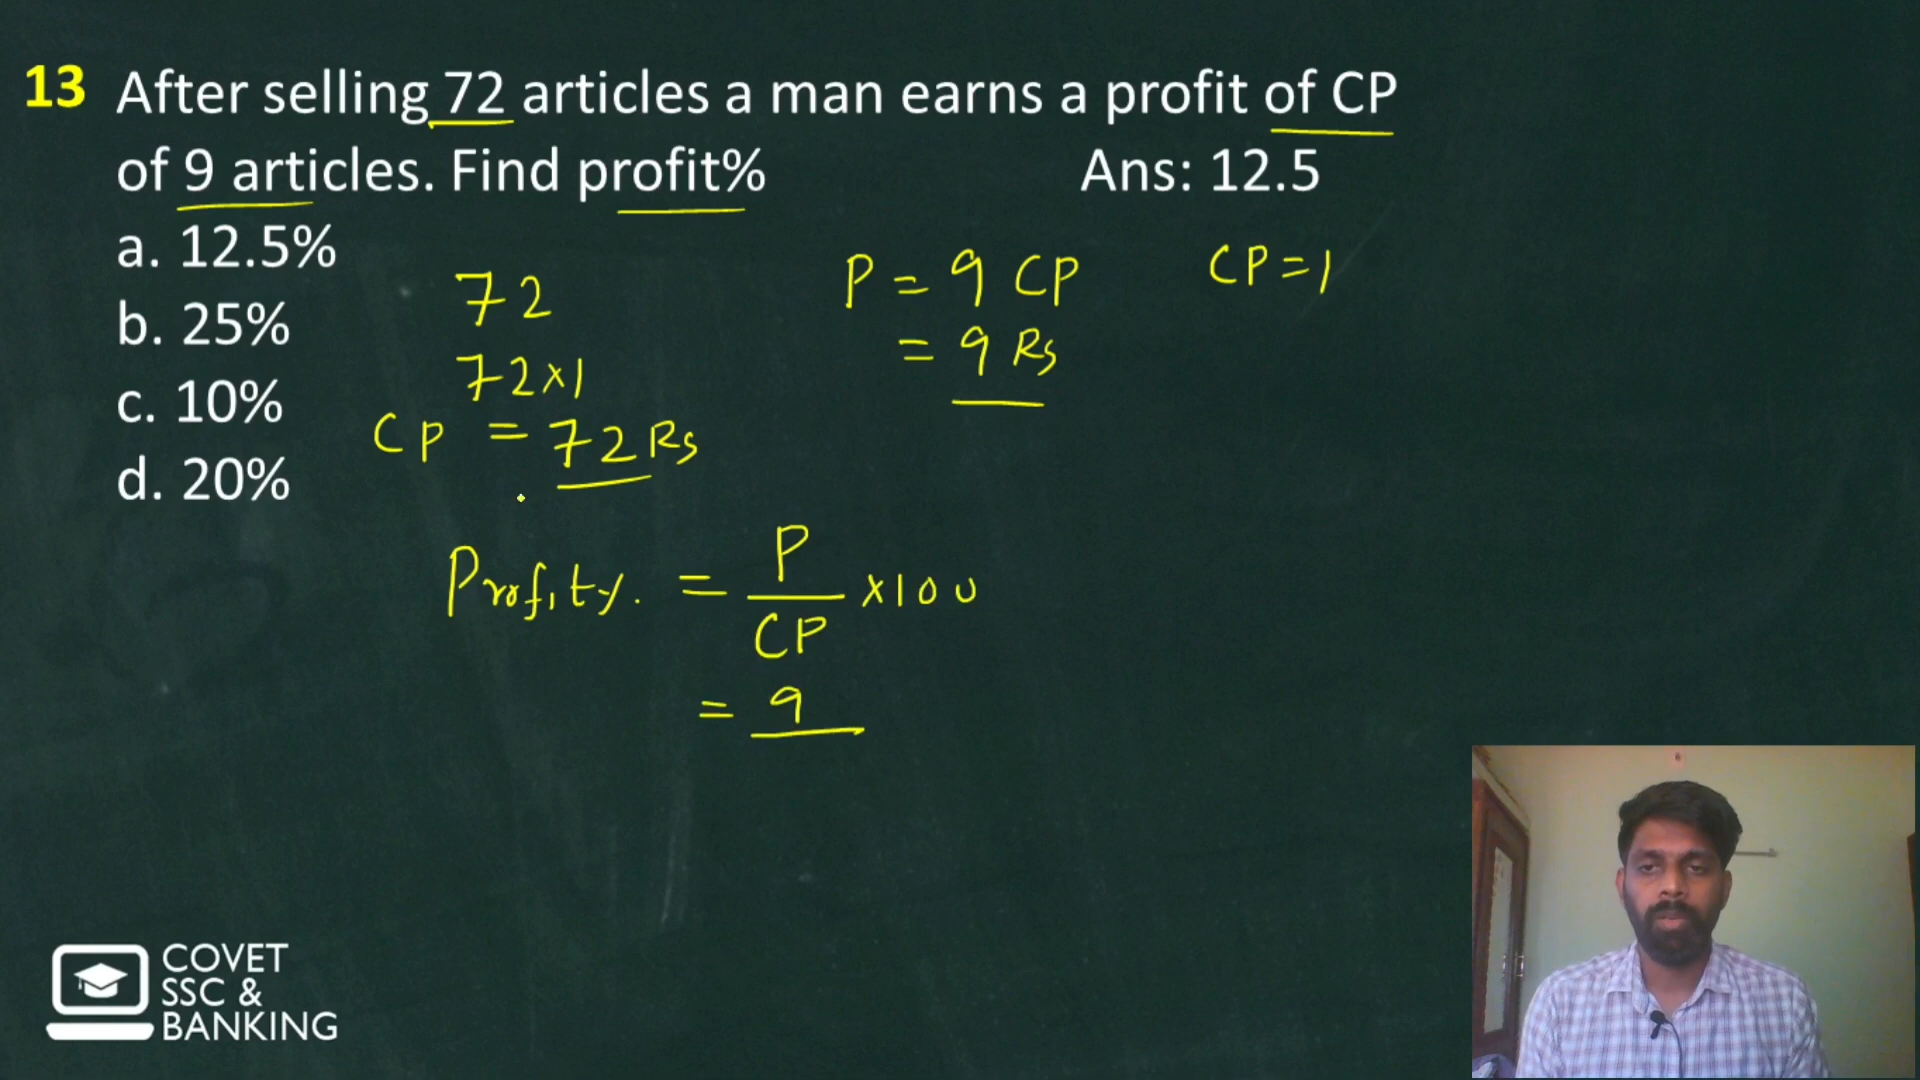 13 After selling 72 articles a man earns a profit of CP
of 9 articles. Find profit% Ans: 12.5
a. 12.5%
b. 25%
c. 10%
d. 20%
72
72×1
CP = 72 Rs
P = 9 CP
= 9 Rs
CP = 1
Profit% = P/CP ×100
= 9
COVET
SSC &
BANKING